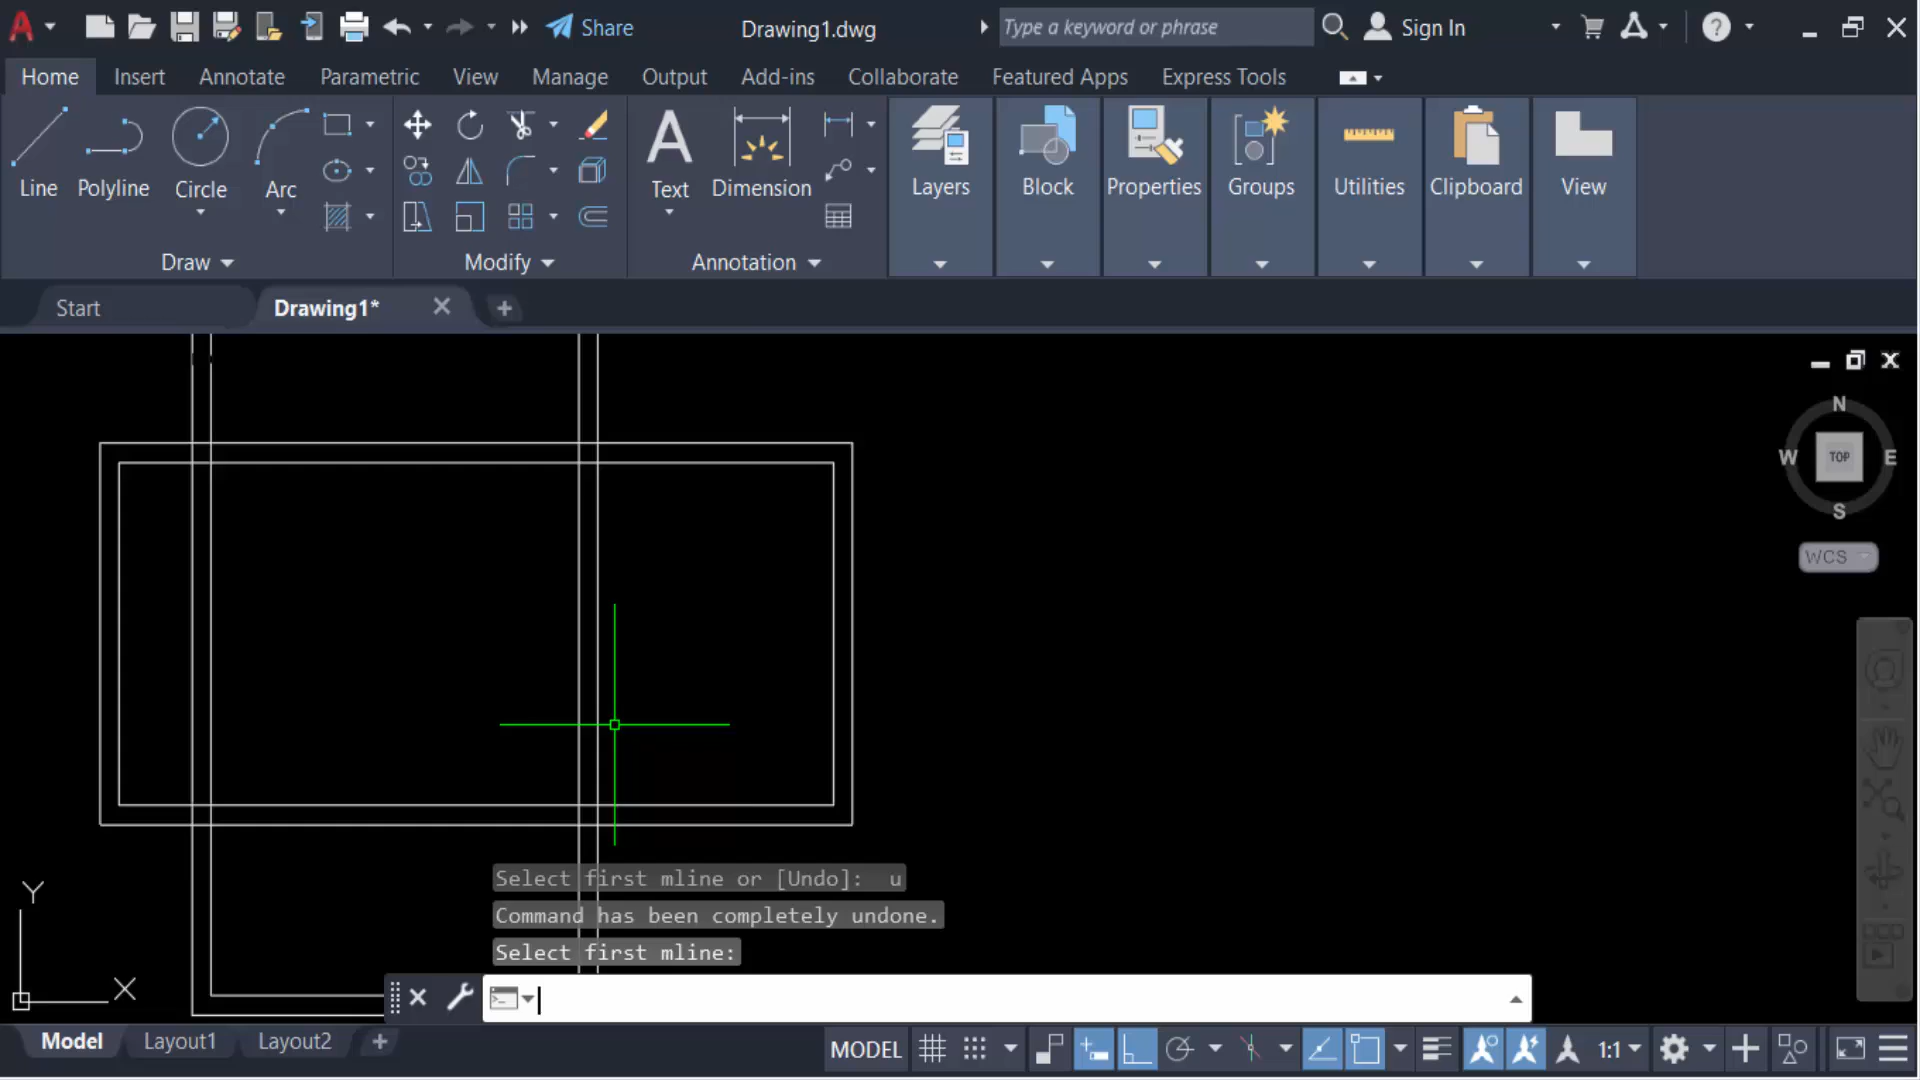 Share
Drawing1.dwg
Type a keyword or phrase
Sign In
Home
Insert
Annotate
Parametric
View
Manage
Output
Add-ins
Collaborate
Featured Apps
Express Tools
Line
Polyline
Circle
Arc
Text
Dimension
Layers
Block
Properties
Groups
Utilities
Clipboard
View
Draw
Modify
Annotation
Start
Drawing1*
N
W
TOP
E
S
WCS
Y
X
Select first mline or [Undo]:  u
Command has been completely undone.
Select first mline:
Model
Layout1
Layout2
MODEL
1:1